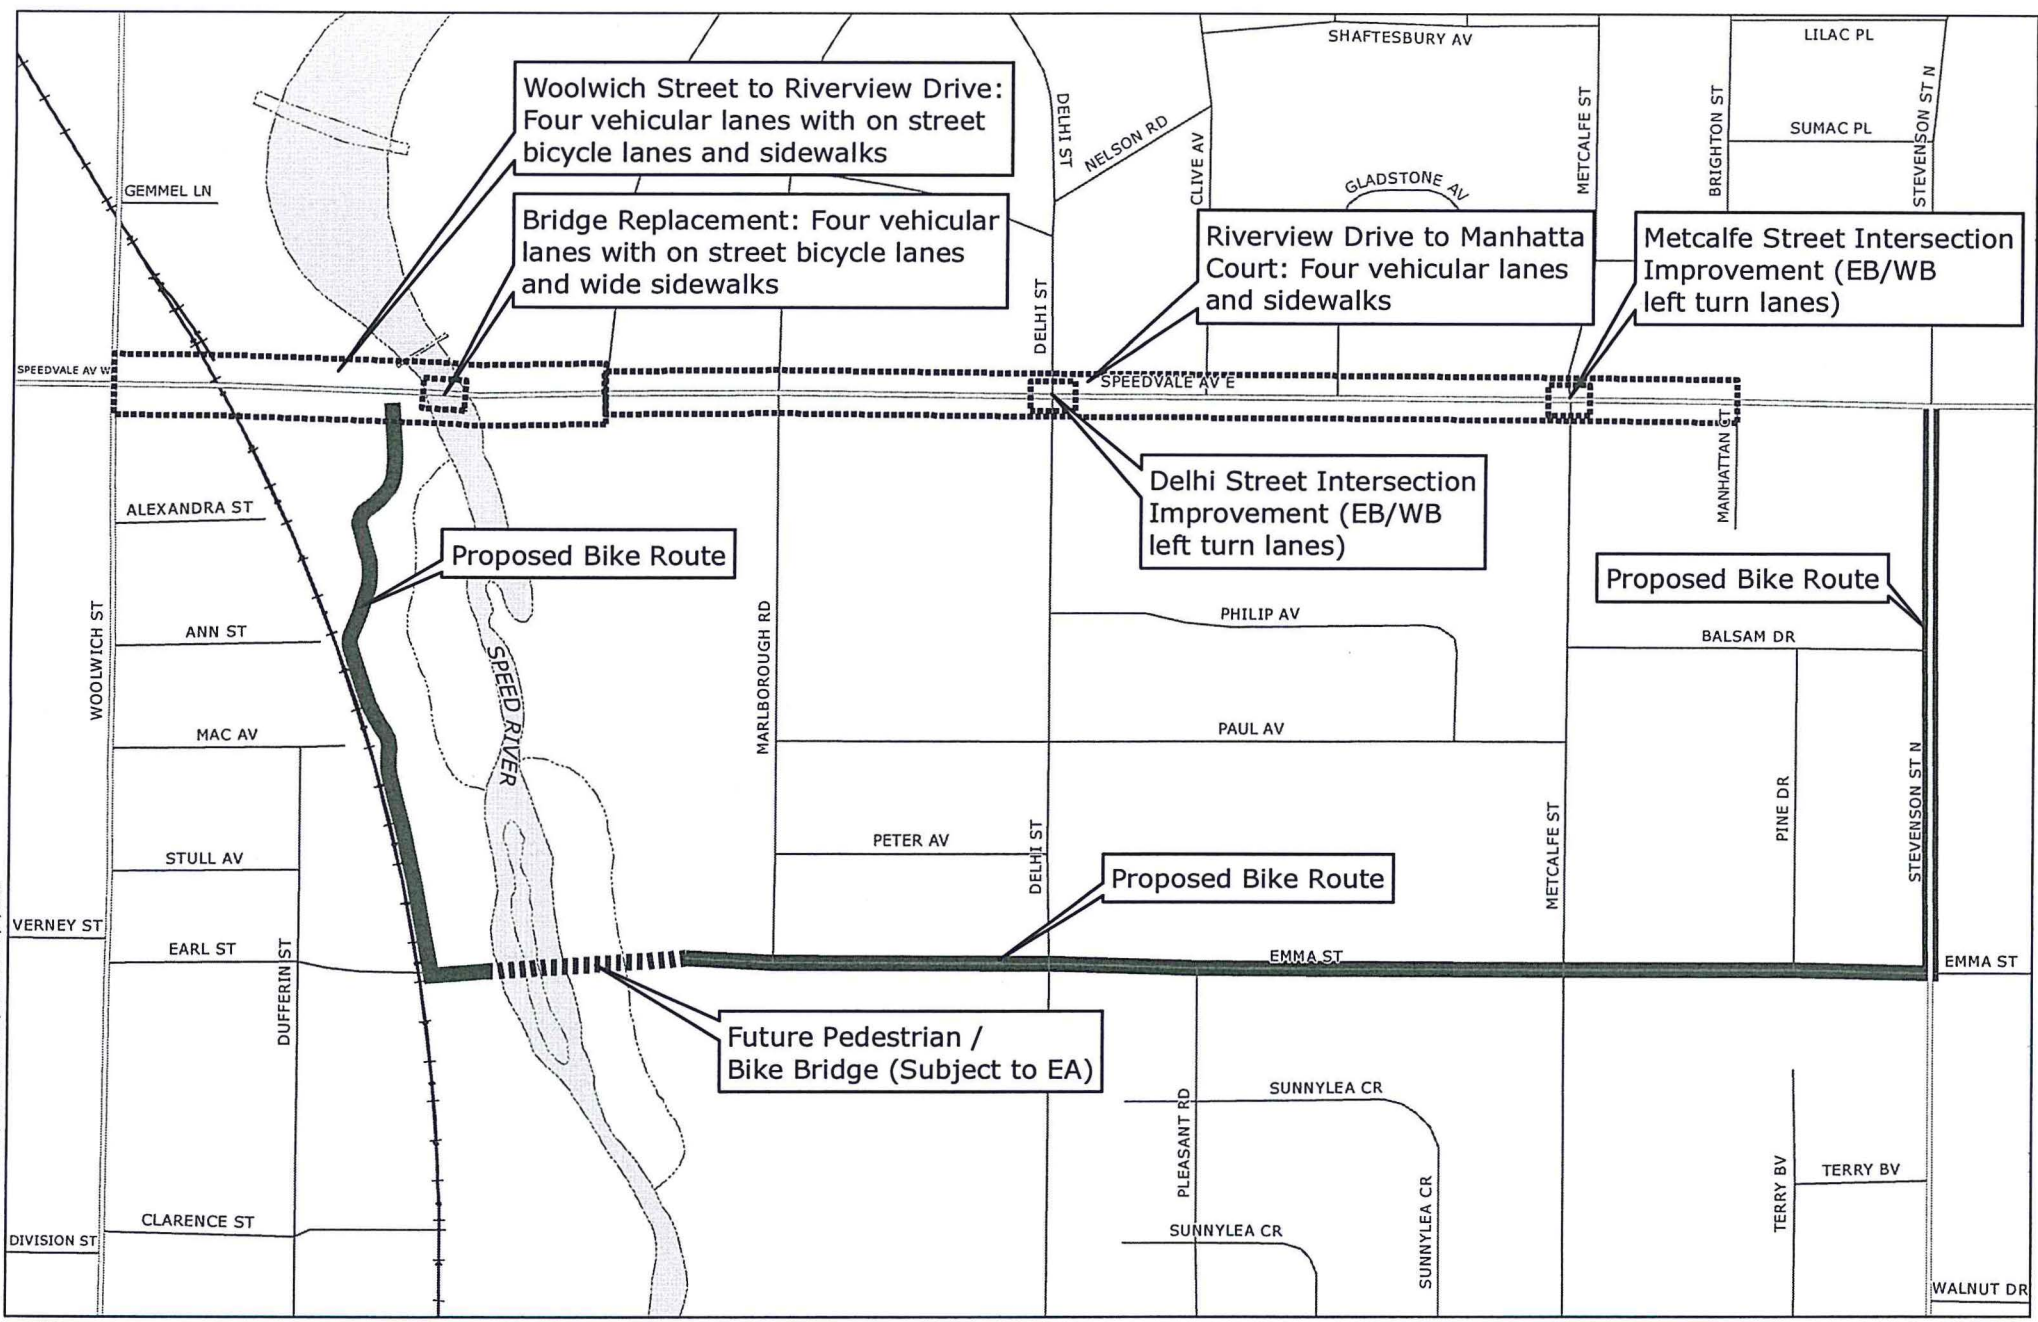 SHAFTESBURY AV
LILAC PL
Woolwich Street to Riverview Drive:
Four vehicular lanes with on street
bicycle lanes and sidewalks
DELHI ST
NELSON RD
CLIVE AV
METCALFE ST
BRIGHTON ST
STEVENSON ST N
SUMAC PL
GEMMEL LN
GLADSTONE AV
Bridge Replacement: Four vehicular
lanes with on street bicycle lanes
and wide sidewalks
Riverview Drive to Manhatta
Court: Four vehicular lanes
and sidewalks
Metcalfe Street Intersection
Improvement (EB/WB
left turn lanes)
DELHI ST
SPEEDVALE AV W
SPEEDVALE AV E
MANHATTAN CT
Delhi Street Intersection
Improvement (EB/WB
left turn lanes)
ALEXANDRA ST
Proposed Bike Route
Proposed Bike Route
WOOLWICH ST
ANN ST
SPEED RIVER
MARLBOROUGH RD
PHILIP AV
BALSAM DR
MAC AV
PAUL AV
PINE DR
STEVENSON ST N
STULL AV
PETER AV
DELHI ST
METCALFE ST
Proposed Bike Route
VERNEY ST
EARL ST
DUFFERIN ST
EMMA ST
EMMA ST
Future Pedestrian /
Bike Bridge (Subject to EA)
PLEASANT RD
SUNNYLEA CR
SUNNYLEA CR
TERRY BV
TERRY BV
CLARENCE ST
DIVISION ST
SUNNYLEA CR
WALNUT DR